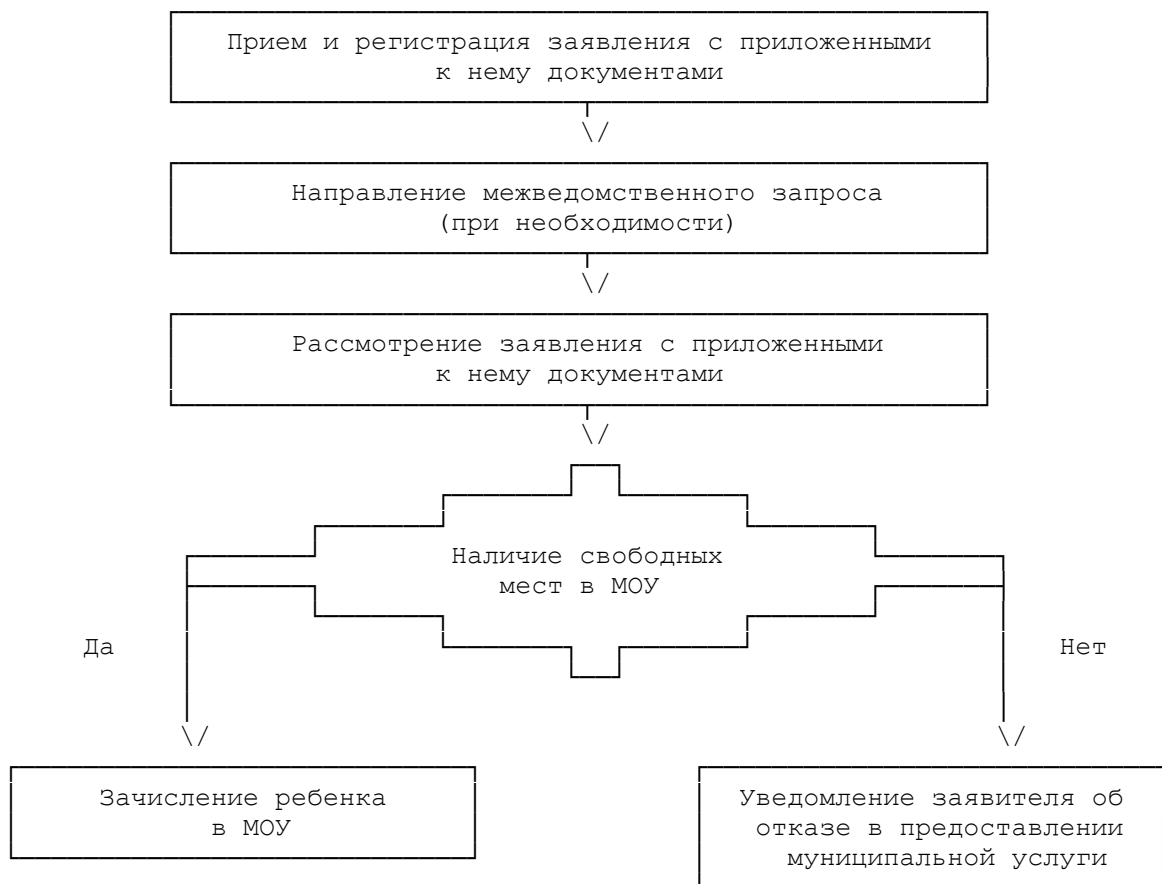 Прием и регистрация заявления с приложенными
к нему документами
\/
Направление межведомственного запроса
(при необходимости)
\/
Рассмотрение заявления с приложенными
к нему документами
\/
Наличие свободных
мест в МОУ
Да
Нет
\/
\/
Зачисление ребенка
в МОУ
Уведомление заявителя об
отказе в предоставлении
муниципальной услуги